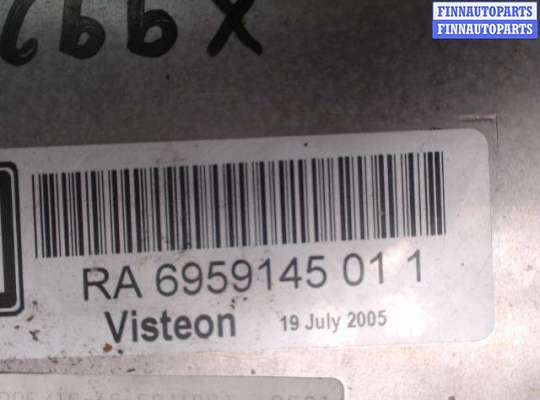 FINNAUTOPARTS
FINNAUTOPARTS
RA 6959145 01 1
Visteon 19 July 2005